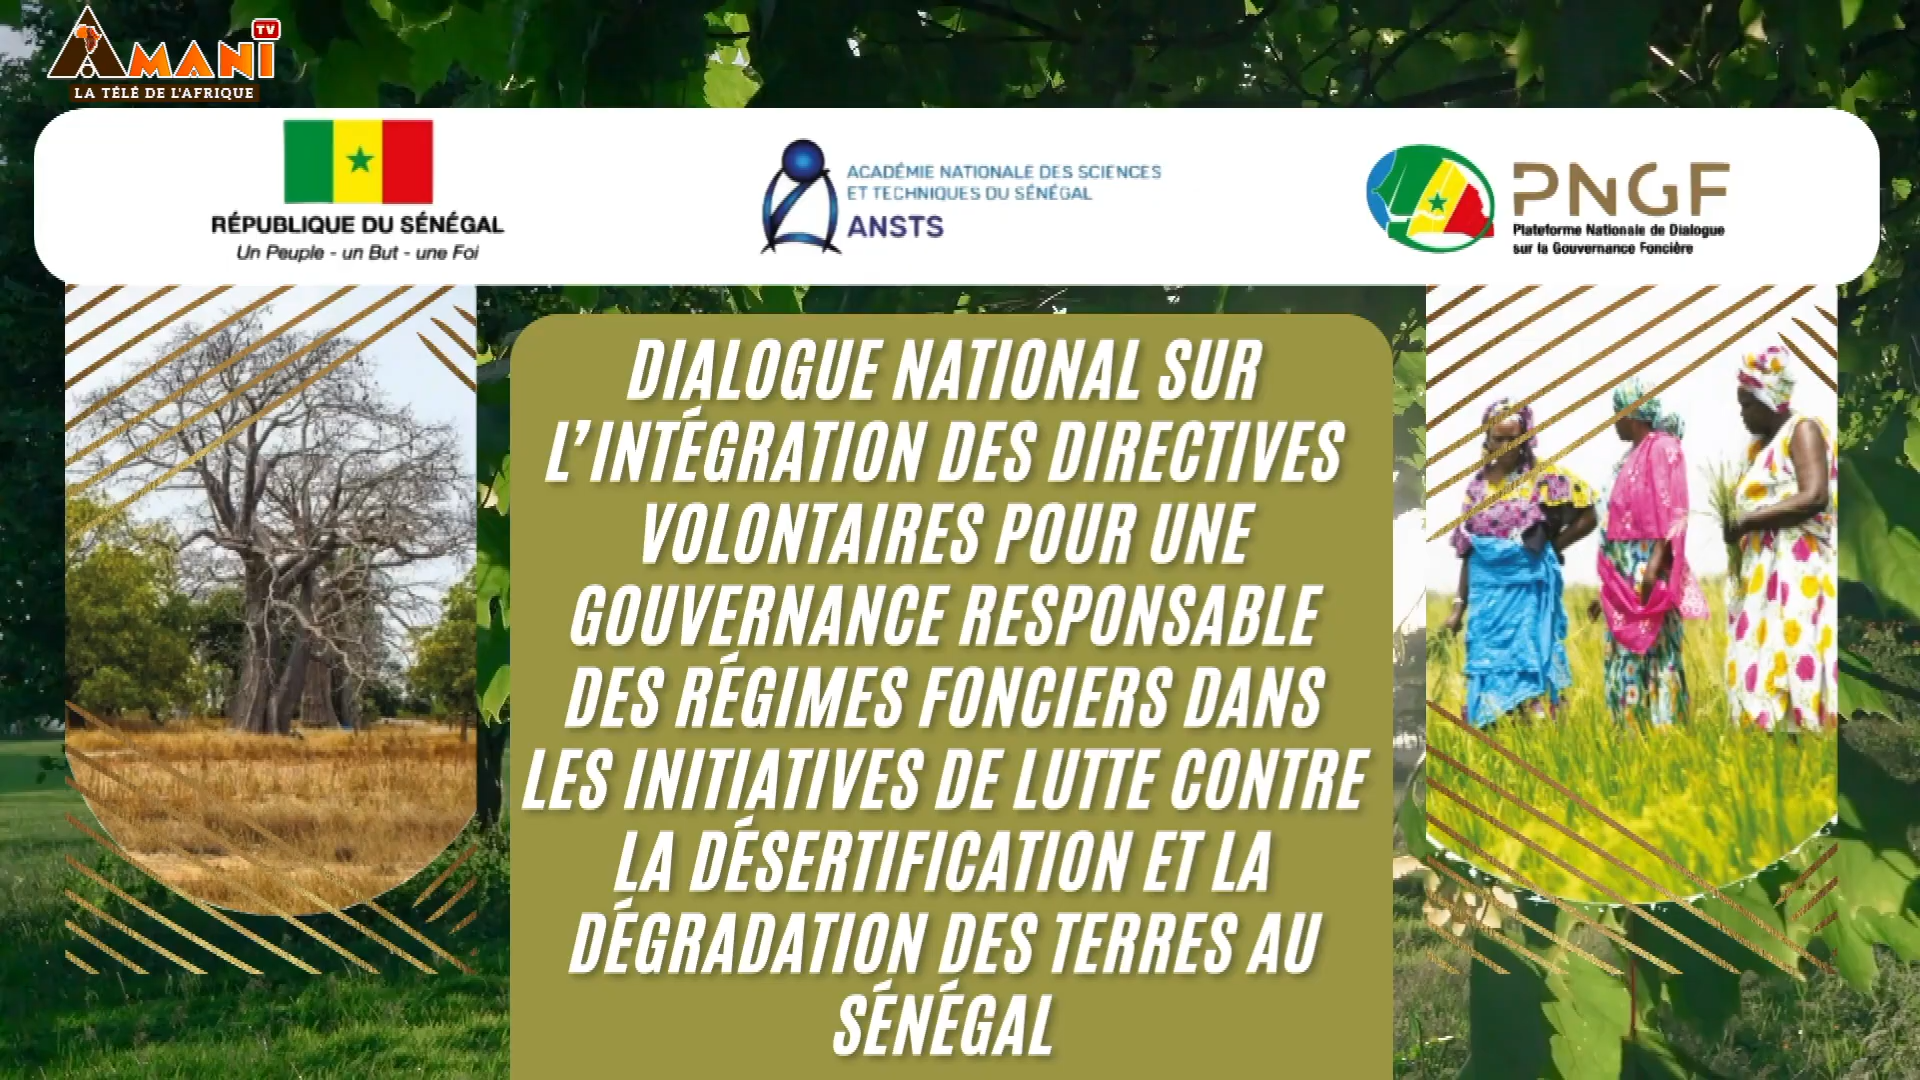 AMANI TV
LA TÉLÉ DE L'AFRIQUE
RÉPUBLIQUE DU SÉNÉGAL
Un Peuple - un But - une Foi
ACADÉMIE NATIONALE DES SCIENCES
ET TECHNIQUES DU SÉNÉGAL
ANSTS
PNGF
Plateforme Nationale de Dialogue
sur la Gouvernance Foncière
DIALOGUE NATIONAL SUR
L’INTÉGRATION DES DIRECTIVES
VOLONTAIRES POUR UNE
GOUVERNANCE RESPONSABLE
DES RÉGIMES FONCIERS DANS
LES INITIATIVES DE LUTTE CONTRE
LA DÉSERTIFICATION ET LA
DÉGRADATION DES TERRES AU
SÉNÉGAL